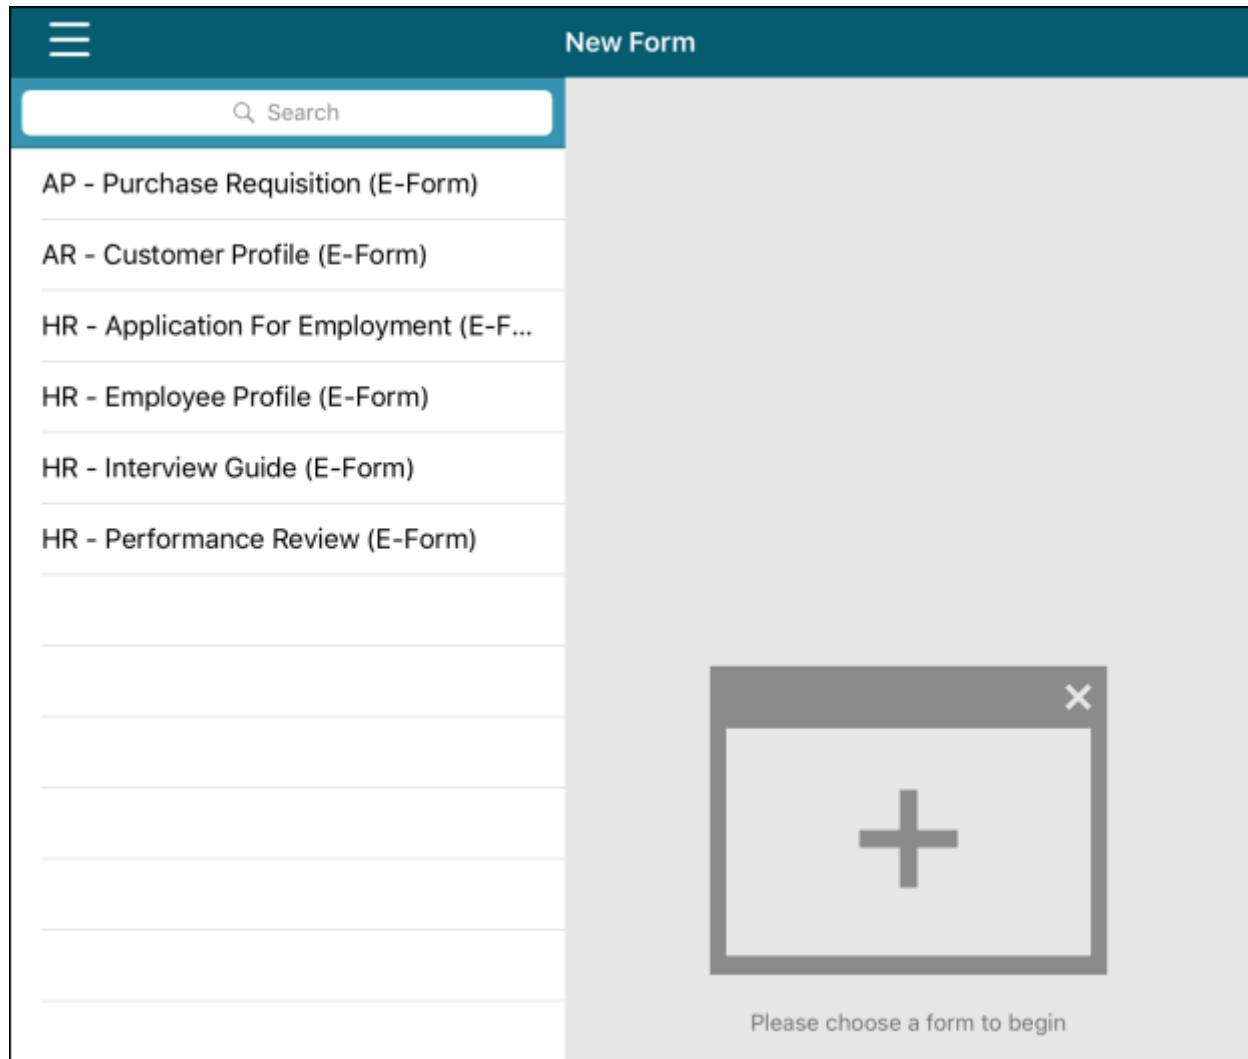 New Form
Search
AP - Purchase Requisition (E-Form)
AR - Customer Profile (E-Form)
HR - Application For Employment (E-F...
HR - Employee Profile (E-Form)
HR - Interview Guide (E-Form)
HR - Performance Review (E-Form)
Please choose a form to begin